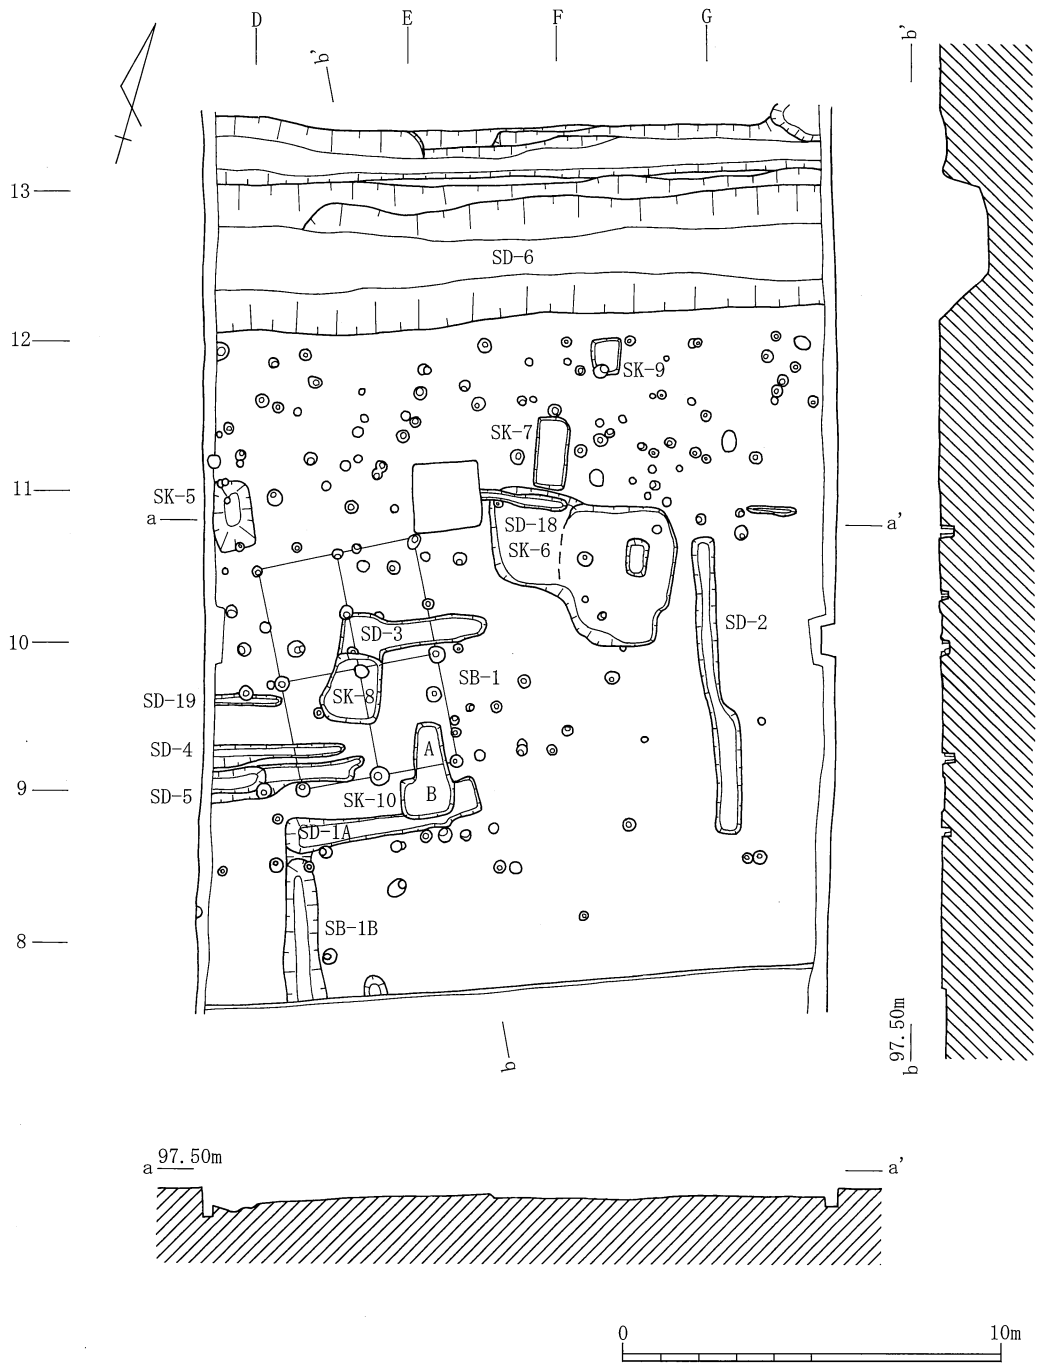 D E F G
b' b'
13
SD-6
12
SK-9
SK-7
11
SK-5
a a'
SD-18
SK-6
SD-3 SD-2
10
SB-1
SK-8
SD-19
SD-4 A
9
SD-5 SK-10 B
SD-1A
SB-1B
8
b
97.50m
b
97.50m
a a'
0 10m